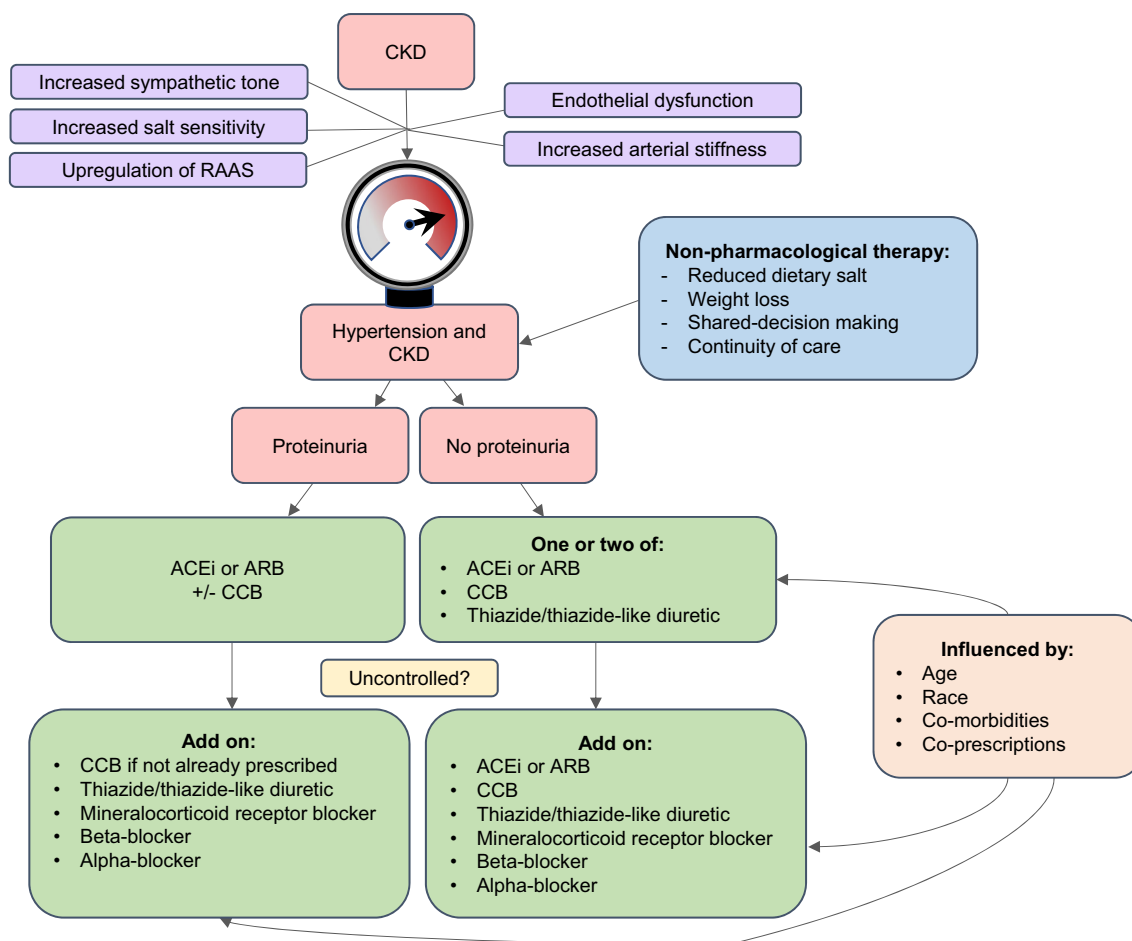 CKD
Increased sympathetic tone
Increased salt sensitivity
Upregulation of RAAS
Endothelial dysfunction
Increased arterial stiffness
Non-pharmacological therapy:
- Reduced dietary salt
- Weight loss
- Shared-decision making
- Continuity of care
Hypertension and
CKD
Proteinuria
No proteinuria
ACEi or ARB
+/- CCB
One or two of:
• ACEi or ARB
• CCB
• Thiazide/thiazide-like diuretic
Uncontrolled?
Influenced by:
• Age
• Race
• Co-morbidities
• Co-prescriptions
Add on:
• CCB if not already prescribed
• Thiazide/thiazide-like diuretic
• Mineralocorticoid receptor blocker
• Beta-blocker
• Alpha-blocker
Add on:
• ACEi or ARB
• CCB
• Thiazide/thiazide-like diuretic
• Mineralocorticoid receptor blocker
• Beta-blocker
• Alpha-blocker